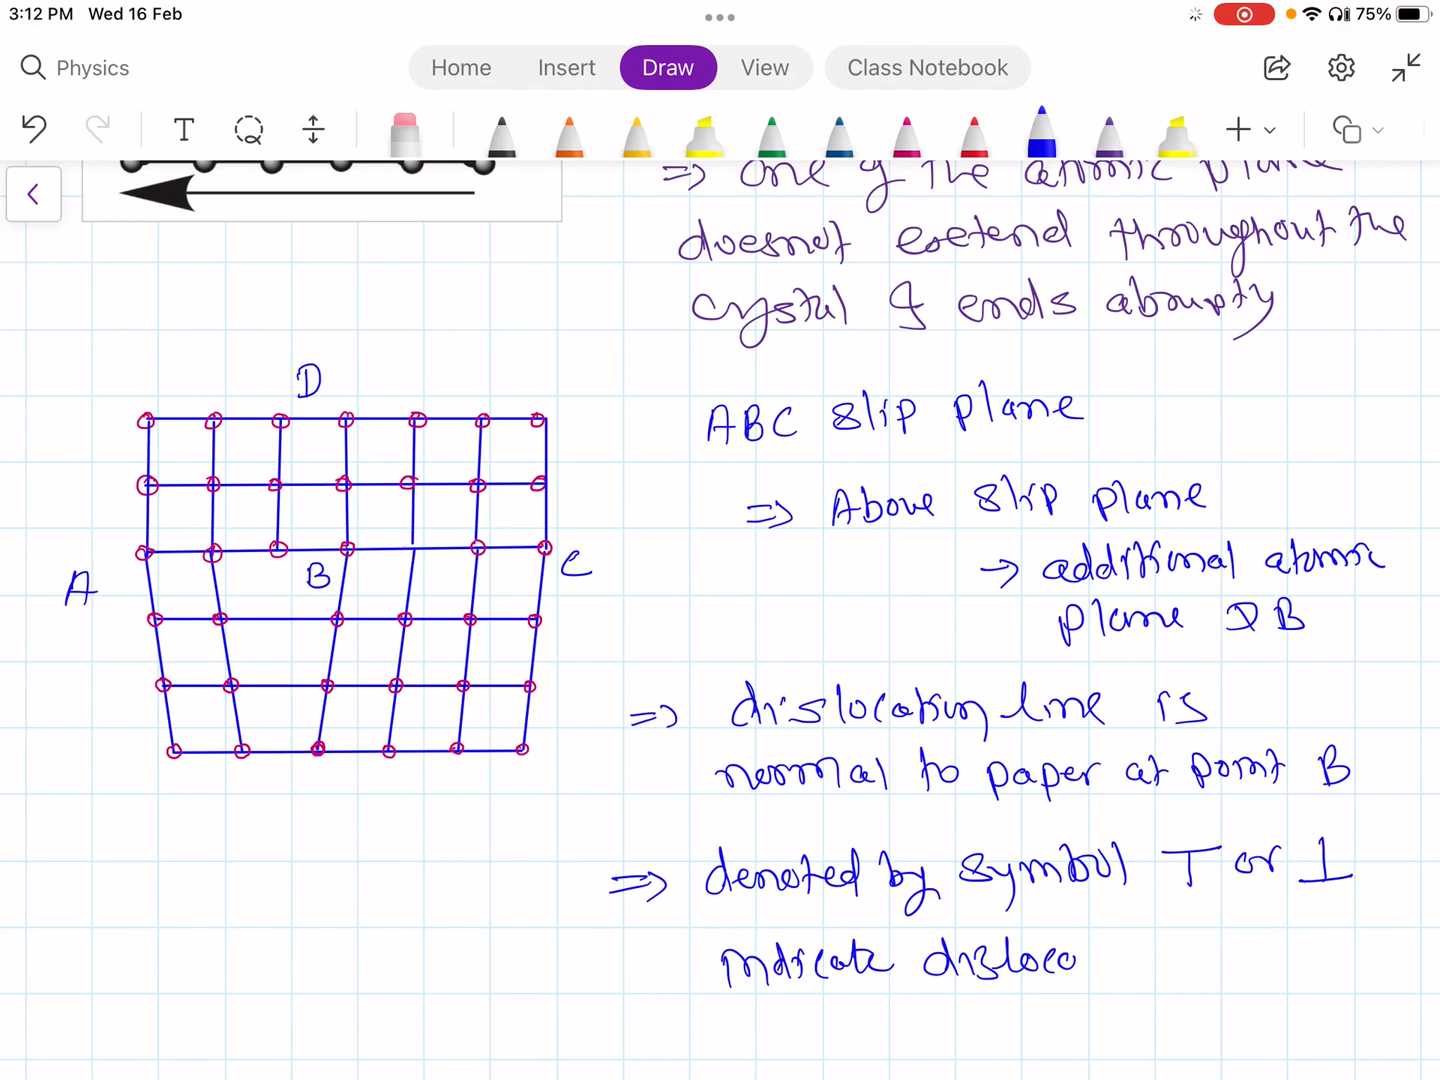 3:12 PM Wed 16 Feb
75%
Physics
Home Insert Draw View Class Notebook
T
=> One of the atomic plane
doesnot extend throughout the
crystal & ends abrupty
D
ABC slip plane
=> Above slip plane
→ additional atomic
plane DB
A
B
C
=> dislocation line is
normal to paper at point B
=> denoted by symbol ⊤ or ⊥
indicate disloca